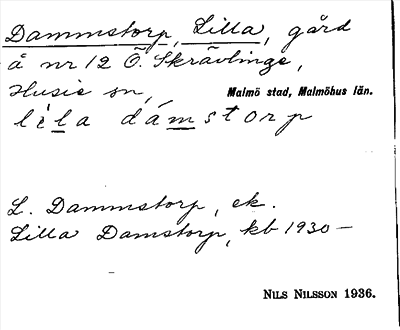 Dammstorp, Lilla, gård
å nr 12 Ö. Skrävlinge,
Husie sn, Malmö stad, Malmöhus län.
lìla dámstorp
L. Dammstorp, ek.
Lilla Damstorp, kb 1930 –
NILS NILSSON 1936.